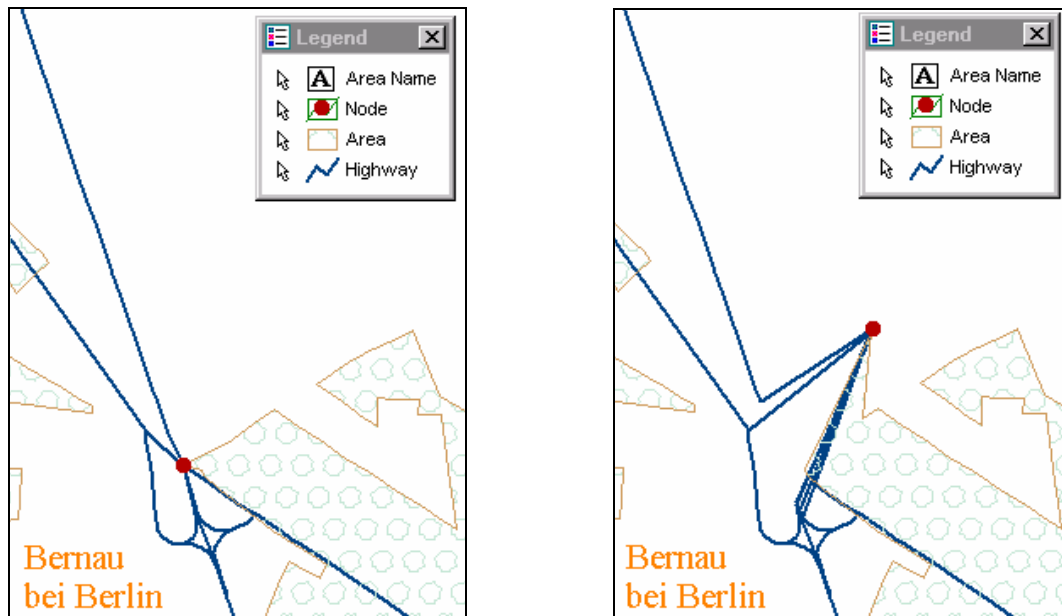 Legend
A Area Name
Node
Area
Highway
Bernau
bei Berlin
Legend
A Area Name
Node
Area
Highway
Bernau
bei Berlin